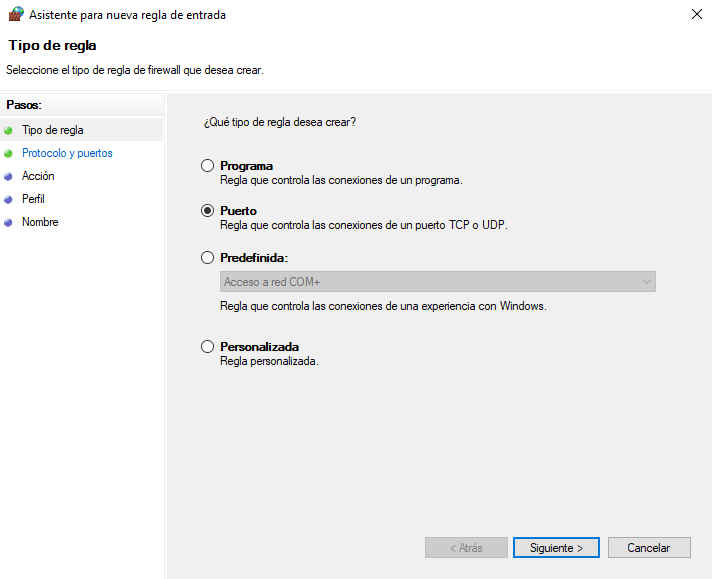 Asistente para nueva regla de entrada
Tipo de regla
Seleccione el tipo de regla de firewall que desea crear.
Pasos:
Tipo de regla
Protocolo y puertos
Acción
Perfil
Nombre
¿Qué tipo de regla desea crear?
Programa
Regla que controla las conexiones de un programa.
Puerto
Regla que controla las conexiones de un puerto TCP o UDP.
Predefinida:
Acceso a red COM+
Regla que controla las conexiones de una experiencia con Windows.
Personalizada
Regla personalizada.
< Atrás
Siguiente >
Cancelar